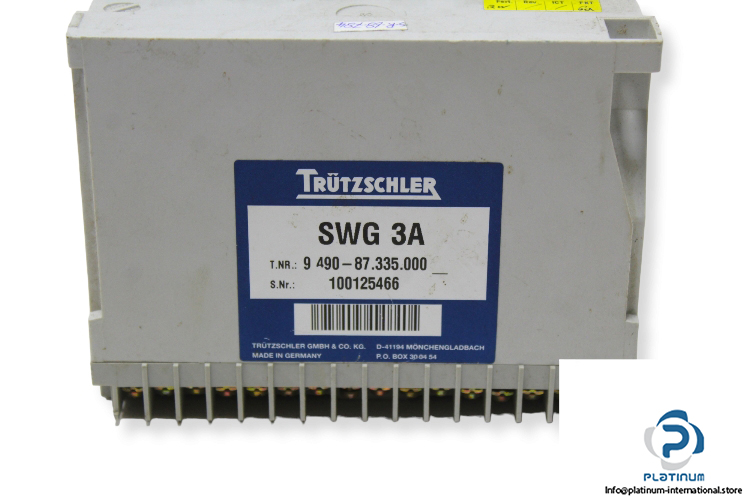 TRÜTZSCHLER
SWG 3A
T.NR.: 9 490-87.335.000
S.Nr.: 100125466
TRÜTZSCHLER GMBH & CO. KG. D-41194 MÖNCHENGLADBACH
MADE IN GERMANY P.O. BOX 30 04 54
PLATINUM
Info@platinum-international.store